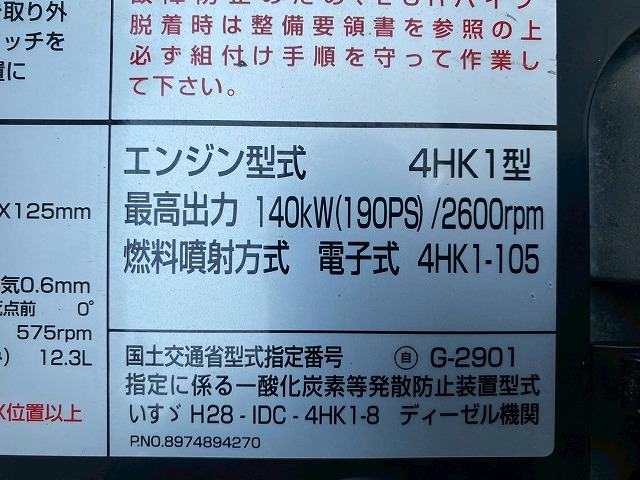 取り外
ッチを
置に
脱着時は整備要領書を参照の上
必ず組付け手順を守って作業し
て下さい。
X125mm
気0.6mm
死点前 0°
575rpm
) 12.3L
X位置以上
エンジン型式 4HK1型
最高出力 140kW(190PS)/2600rpm
燃料噴射方式 電子式 4HK1-105
国土交通省型式指定番号 ㊀自 G-2901
指定に係る一酸化炭素等発散防止装置型式
いすゞ H28 - IDC - 4HK1-8 ディーゼル機関
P.NO.8974894270